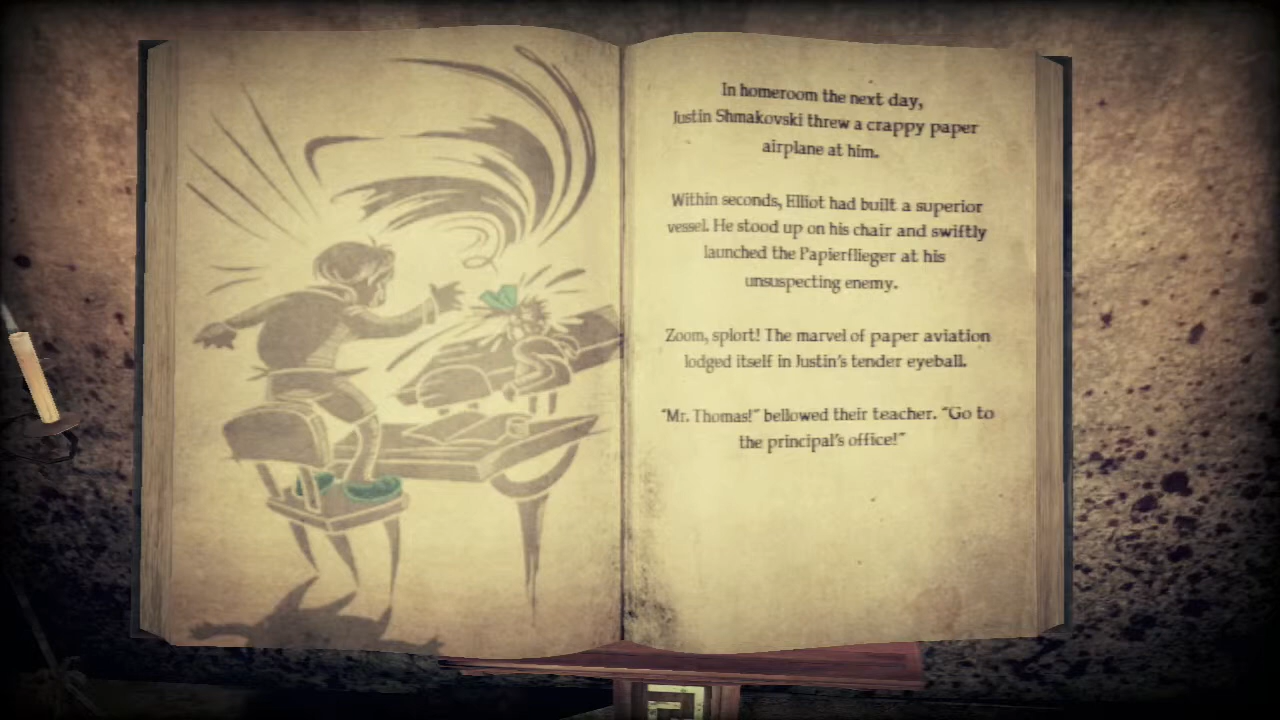 In homeroom the next day,
Justin Shmakovski threw a crappy paper
airplane at him.
Within seconds, Elliot had built a superior
vessel. He stood up on his chair and swiftly
launched the Papierflieger at his
unsuspecting enemy.
Zoom, splort! The marvel of paper aviation
lodged itself in Justin's tender eyeball.
"Mr. Thomas!" bellowed their teacher. "Go to
the principal's office!"